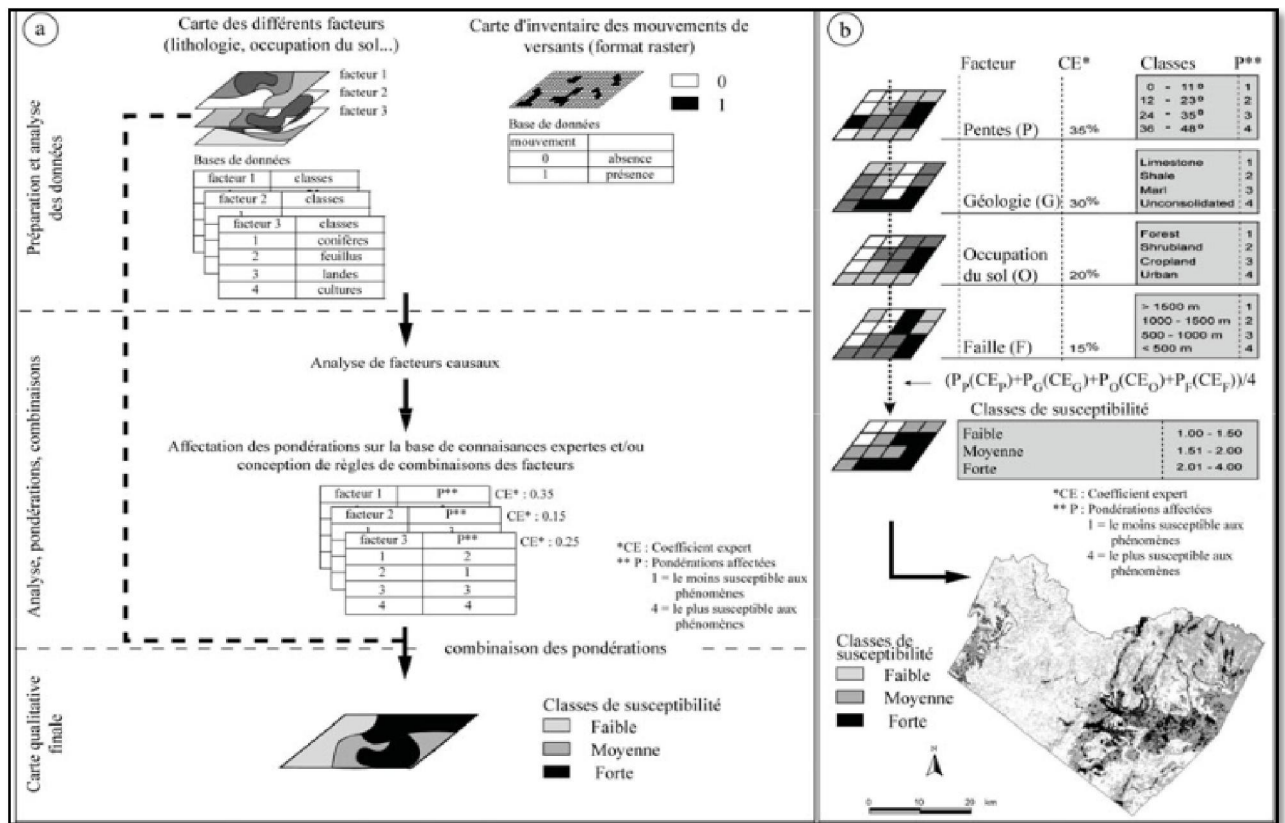 a
Carte des différents facteurs
(lithologie, occupation du sol...)
facteur 1
facteur 2
facteur 3
Bases de données
facteur 1 classes
facteur 2 classes
facteur 3 classes
1 conifères
2 feuillus
3 landes
4 cultures
Carte d'inventaire des mouvements de
versants (format raster)
0
1
Base de données
mouvement
0 absence
1 présence
Préparation et analyse
des données
Analyse de facteurs causaux
Affectation des pondérations sur la base de connaisances expertes et/ou
conception de règles de combinaisons des facteurs
facteur 1 P** CE* : 0.35
facteur 2 P** CE* : 0.15
facteur 3 P** CE* : 0.25
1 2
2 1
3 3
4 4
*CE : Coefficient expert
** P : Pondérations affectées
1 = le moins susceptible aux
phénomènes
4 = le plus susceptible aux
phénomènes
Analyse, pondérations, combinaisons
combinaison des pondérations
Carte qualitative
finale
Classes de susceptibilité
Faible
Moyenne
Forte
b
Facteur CE* Classes P**
Pentes (P) 35%
0 - 11° 1
12 - 23° 2
24 - 35° 3
36 - 48° 4
Géologie (G) 30%
Limestone 1
Shale 2
Marl 3
Unconsolidated 4
Occupation
du sol (O) 20%
Forest 1
Shrubland 2
Cropland 3
Urban 4
Faille (F) 15%
> 1500 m 1
1000 - 1500 m 2
500 - 1000 m 3
< 500 m 4
(PP(CEP)+PG(CEG)+PO(CEO)+PF(CEF))/4
Classes de susceptibilité
Faible 1.00 - 1.50
Moyenne 1.51 - 2.00
Forte 2.01 - 4.00
*CE : Coefficient expert
** P : Pondérations affectées
1 = le moins susceptible aux
phénomènes
4 = le plus susceptible aux
phénomènes
Classes de
susceptibilité
Faible
Moyenne
Forte
N
0 10 20 km